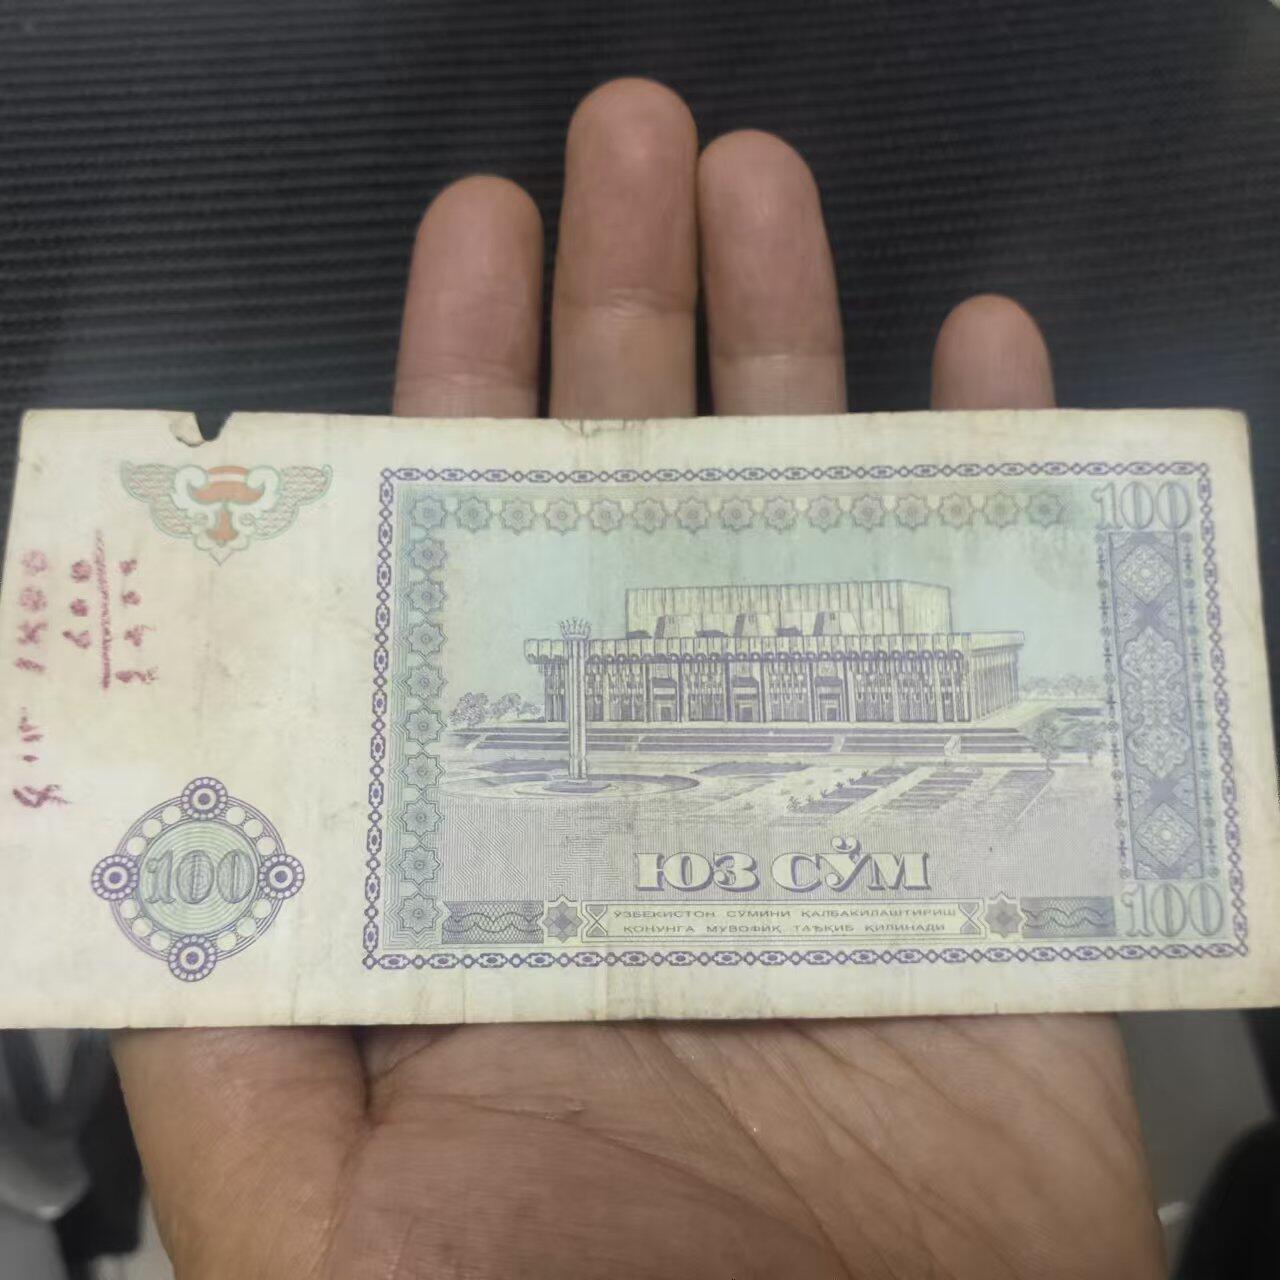 100
100
ЮЗ СЎМ
ЎЗБЕКИСТОН СЎМИНИ ҚАЛБАКИЛАШТИРИШ
ҚОНУНГА МУВОФИҚ ТАЪҚИБ ҚИЛИНАДИ
100